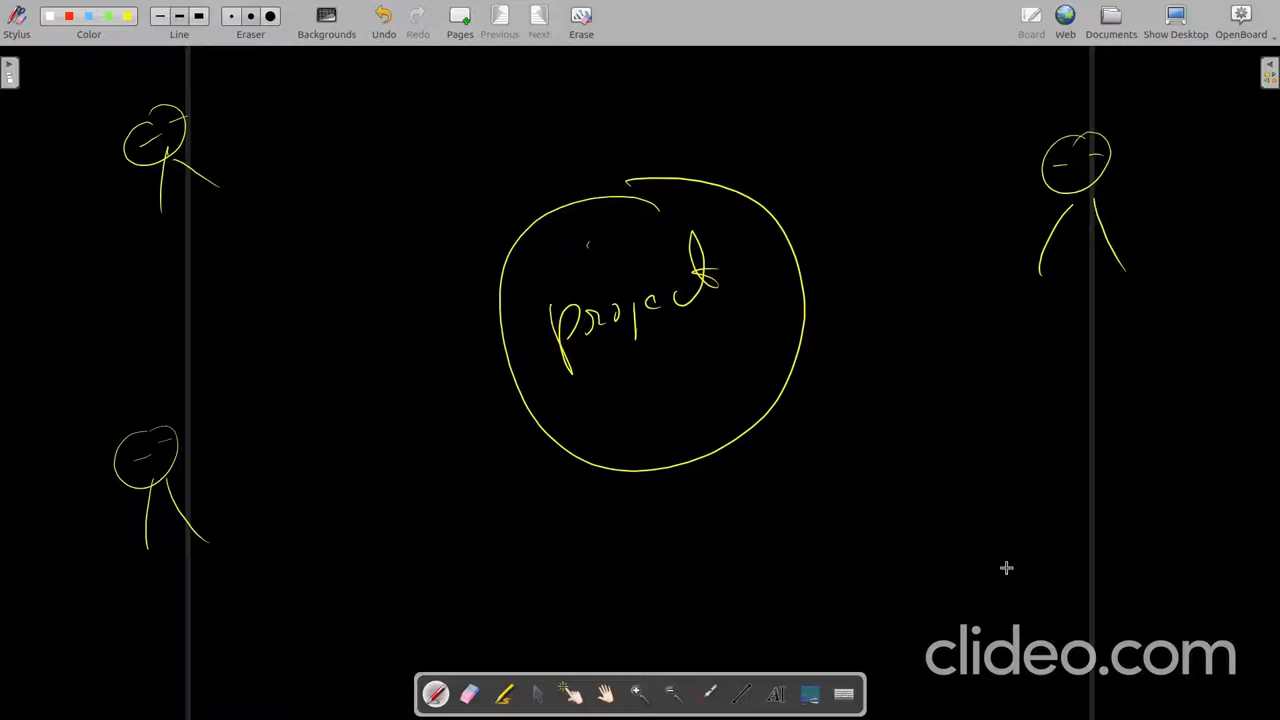 Stylus Color Line Eraser Backgrounds Undo Redo Pages Previous Next Erase Board Web Documents Show Desktop OpenBoard
project
clideo.com
AI